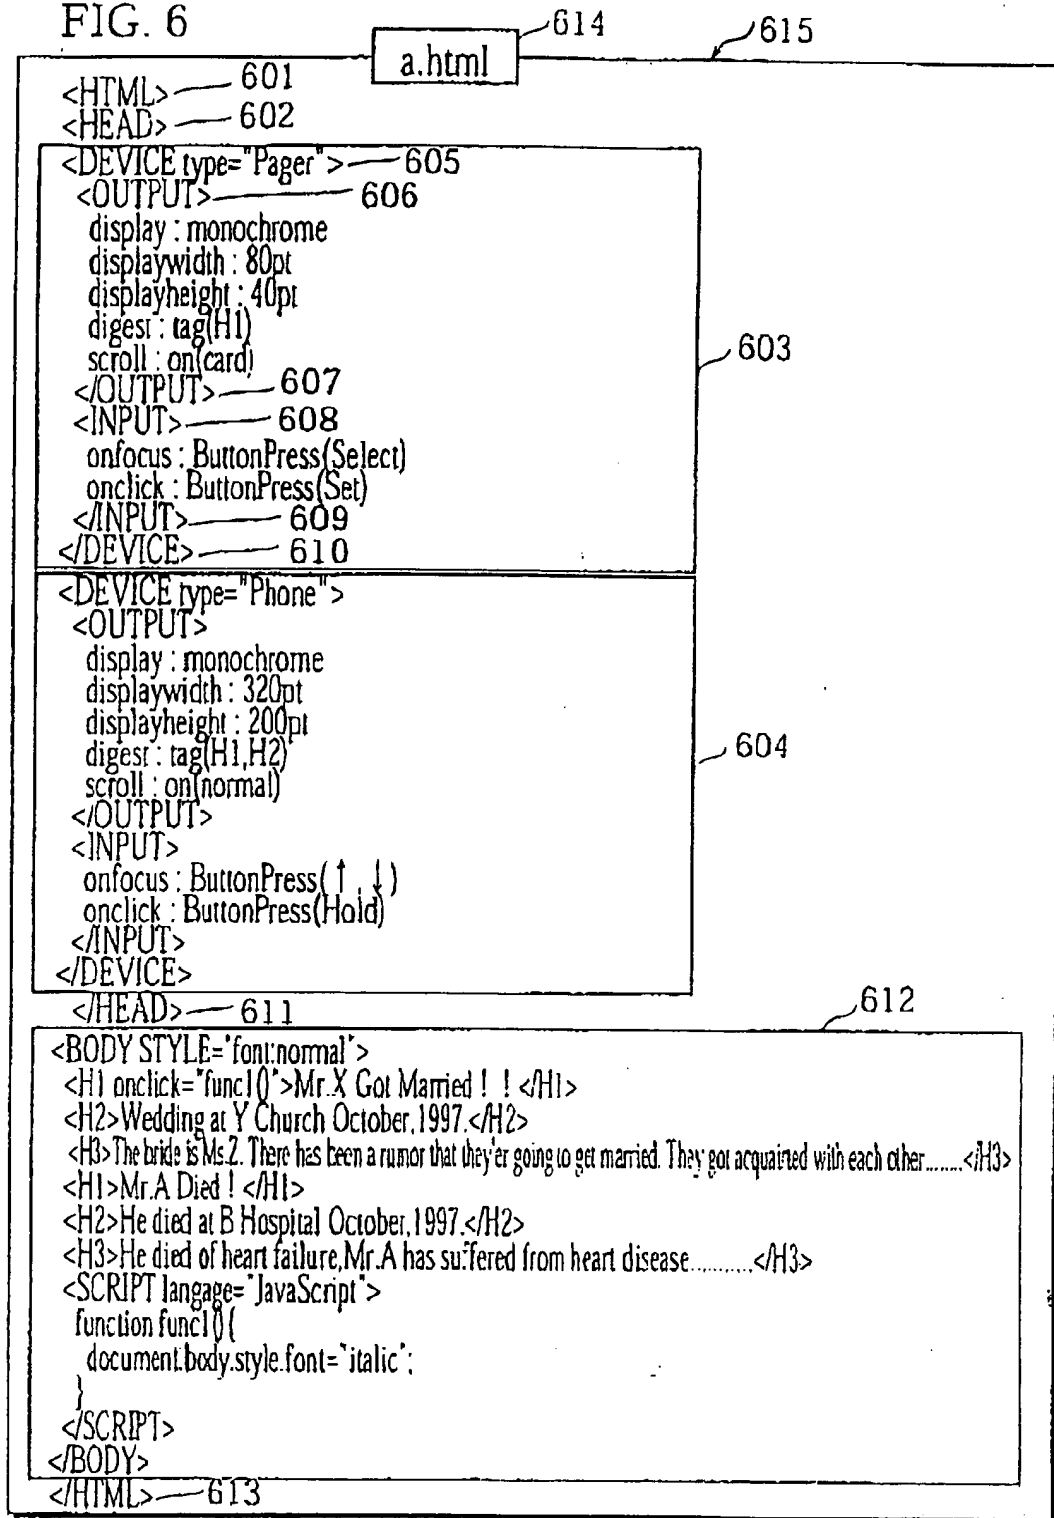 FIG. 6
a.html 614 615
<HTML> 601
<HEAD> 602
<DEVICE type="Pager"> 605
<OUTPUT> 606
display : monochrome
displaywidth : 80pt
displayheight : 40pt
digest : tag(H1)
scroll : on(card)
</OUTPUT> 607
<INPUT> 608
onfocus : ButtonPress(Select)
onclick : ButtonPress(Set)
</INPUT> 609
</DEVICE> 610
603
<DEVICE type="Phone">
<OUTPUT>
display : monochrome
displaywidth : 320pt
displayheight : 200pt
digest : tag(H1,H2)
scroll : on(normal)
</OUTPUT>
<INPUT>
onfocus : ButtonPress(↑,↓)
onclick : ButtonPress(Hold)
</INPUT>
</DEVICE>
604
</HEAD> 611
612
<BODY STYLE="font:normal">
<H1 onclick="func1()">Mr.X Got Married ! ! </H1>
<H2>Wedding at Y Church October,1997.</H2>
<H3>The bride is Ms.Z. There has been a rumor that they'er going to get married. They got acquainted with each other........</H3>
<H1>Mr.A Died ! </H1>
<H2>He died at B Hospital October,1997.</H2>
<H3>He died of heart failure,Mr.A has suffered from heart disease...........</H3>
<SCRIPT langage="JavaScript">
function func1() {
document.body.style.font="italic";
}
</SCRIPT>
</BODY>
</HTML> 613